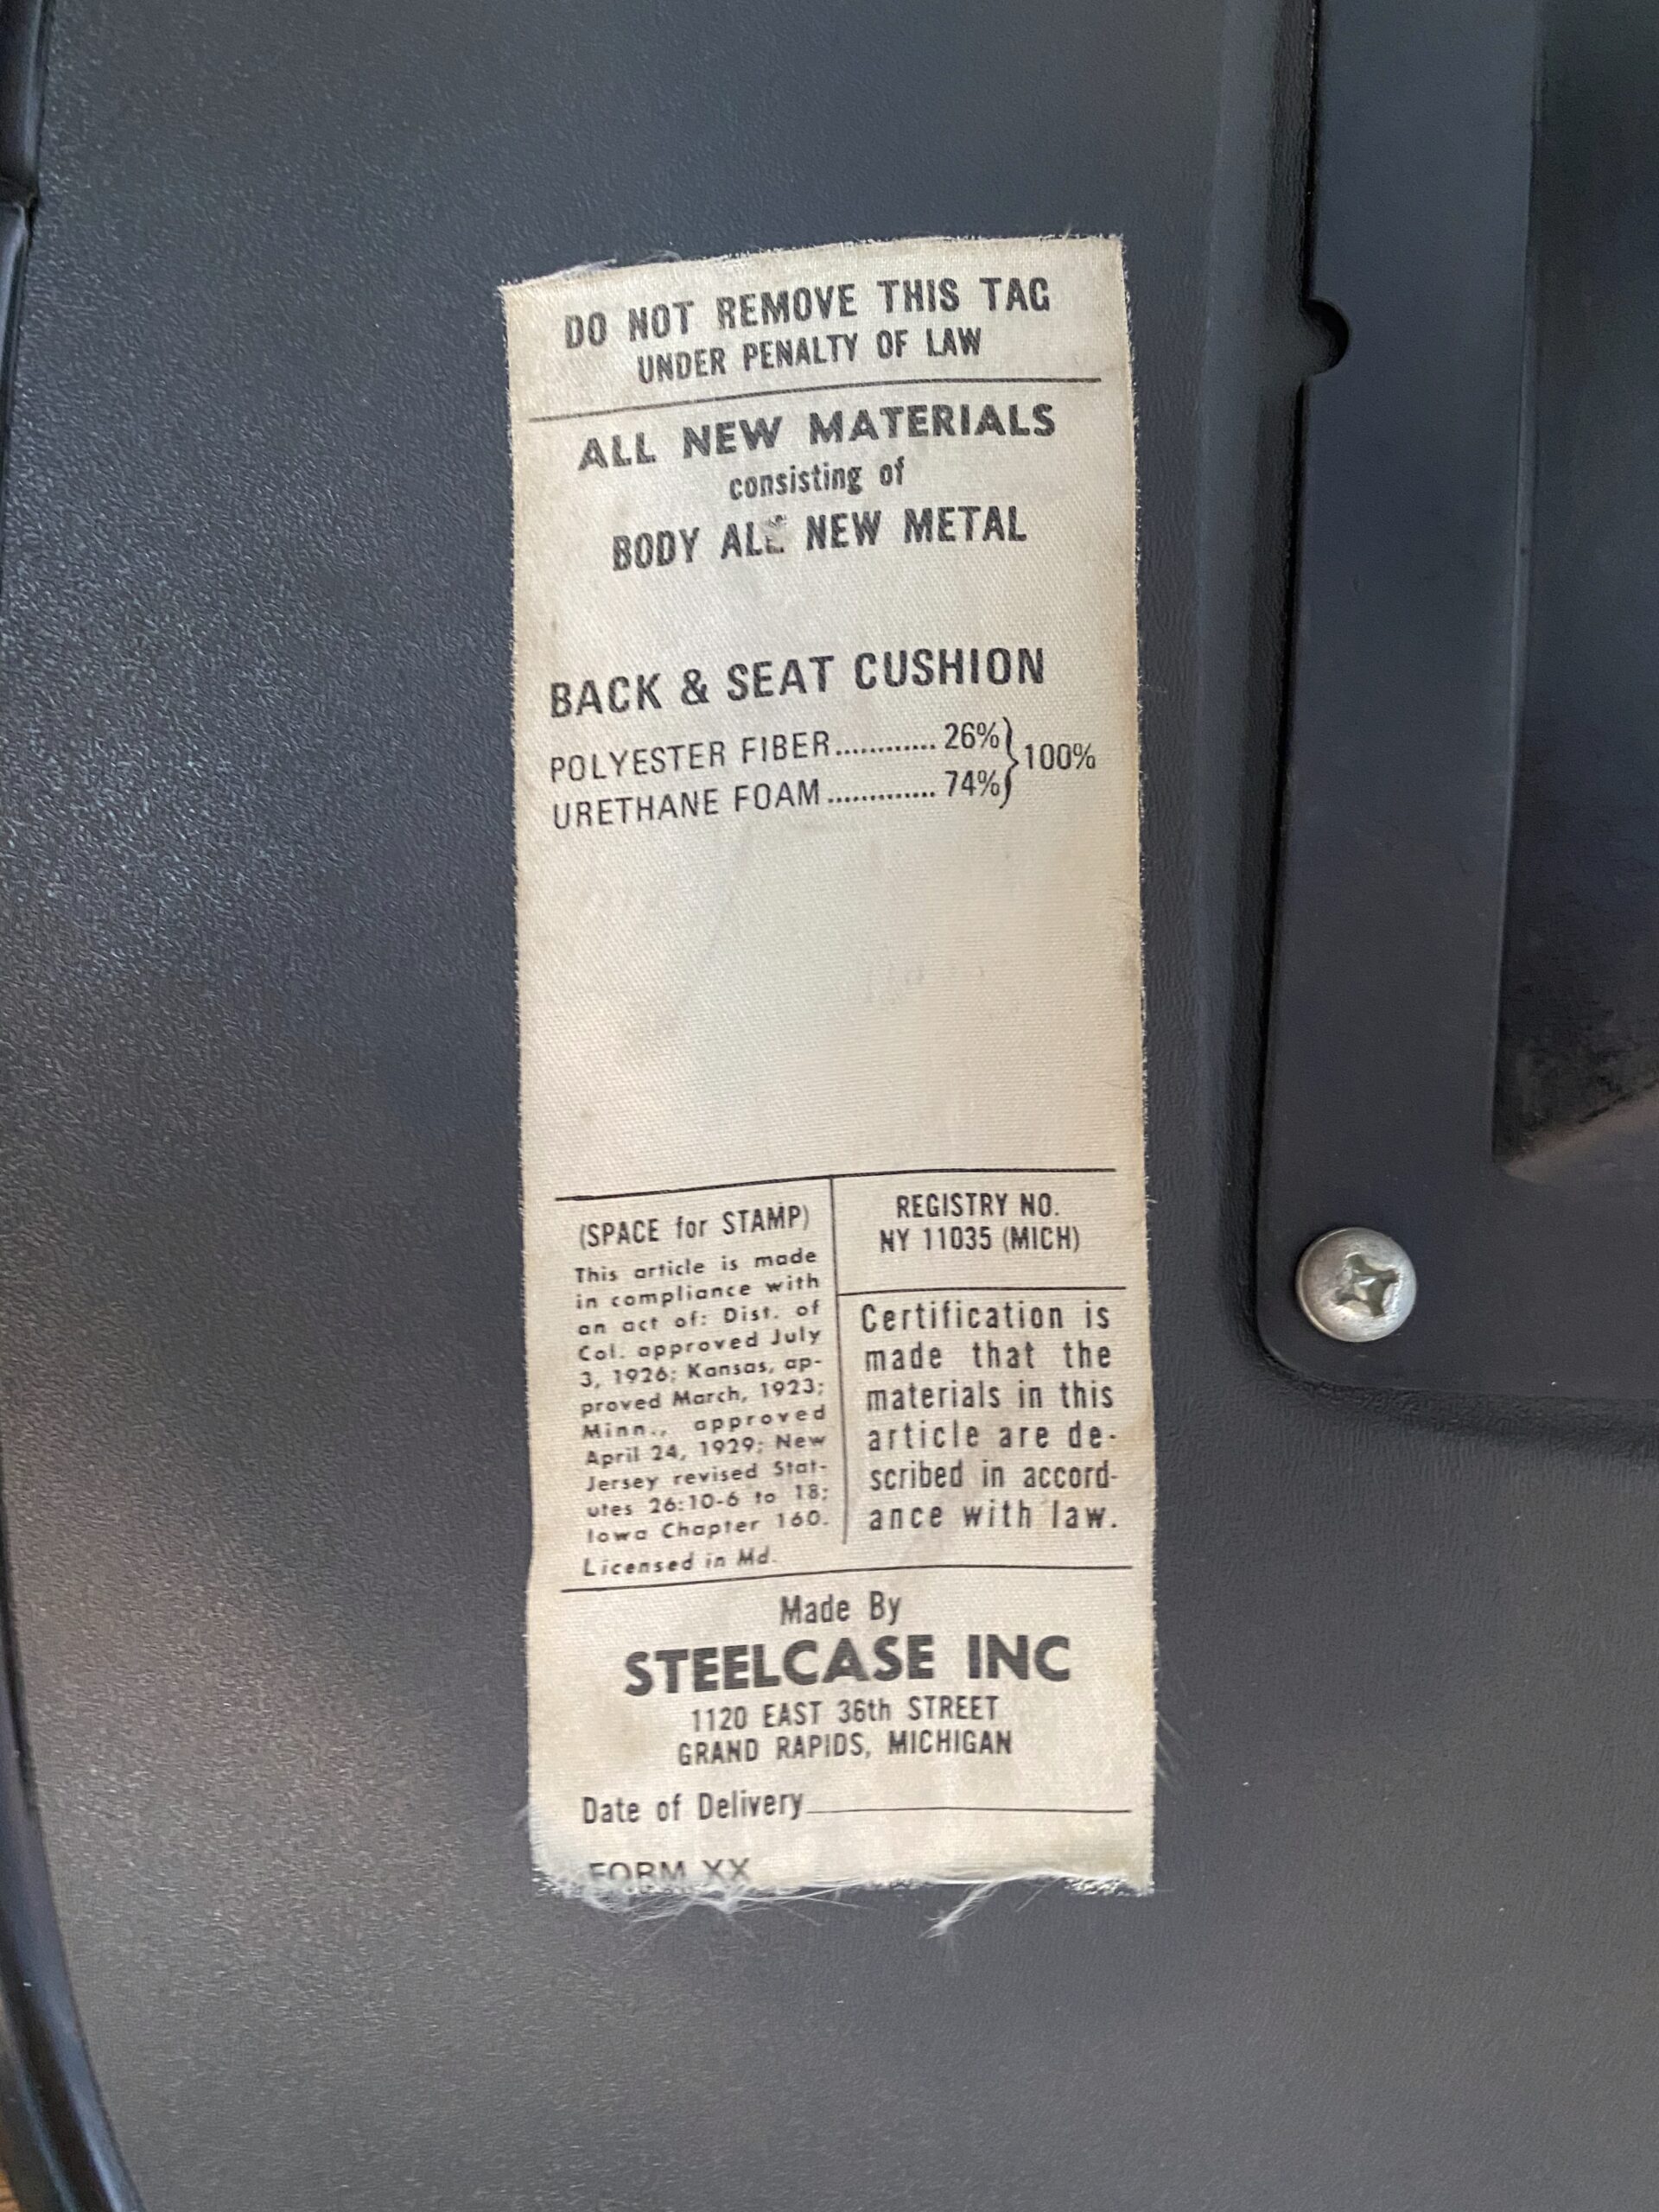 DO NOT REMOVE THIS TAG
UNDER PENALTY OF LAW
ALL NEW MATERIALS
consisting of
BODY ALL NEW METAL
BACK & SEAT CUSHION
POLYESTER FIBER............ 26%
URETHANE FOAM............. 74%
100%
(SPACE for STAMP)
This article is made
in compliance with
an act of: Dist. of
Col. approved July
3, 1926; Kansas, ap-
proved March, 1923;
Minn., approved
April 24, 1929; New
Jersey revised Stat-
utes 26:10-6 to 18;
Iowa Chapter 160.
Licensed in Md.
REGISTRY NO.
NY 11035 (MICH)
Certification is
made that the
materials in this
article are de-
scribed in accord-
ance with law.
Made By
STEELCASE INC
1120 EAST 36th STREET
GRAND RAPIDS, MICHIGAN
Date of Delivery
FORM XX